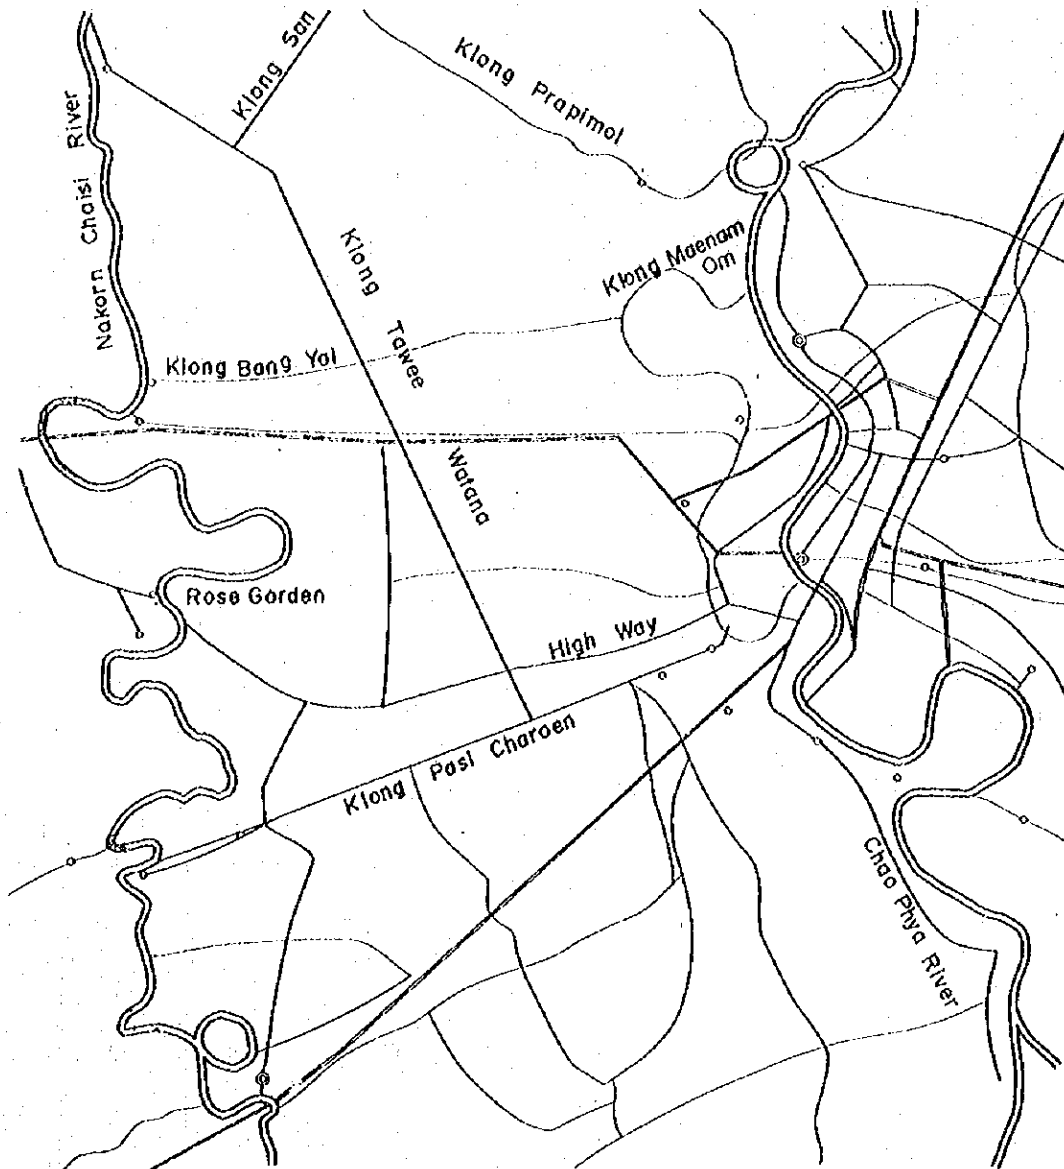 Klong San
Klong Prapimol
Nakorn Chaisi River
Klong Tawee Watana
Klong Maenam
Om
Klong Bang Yai
Rose Gorden
High Way
Klong Pasi Charoen
Chao Phya River